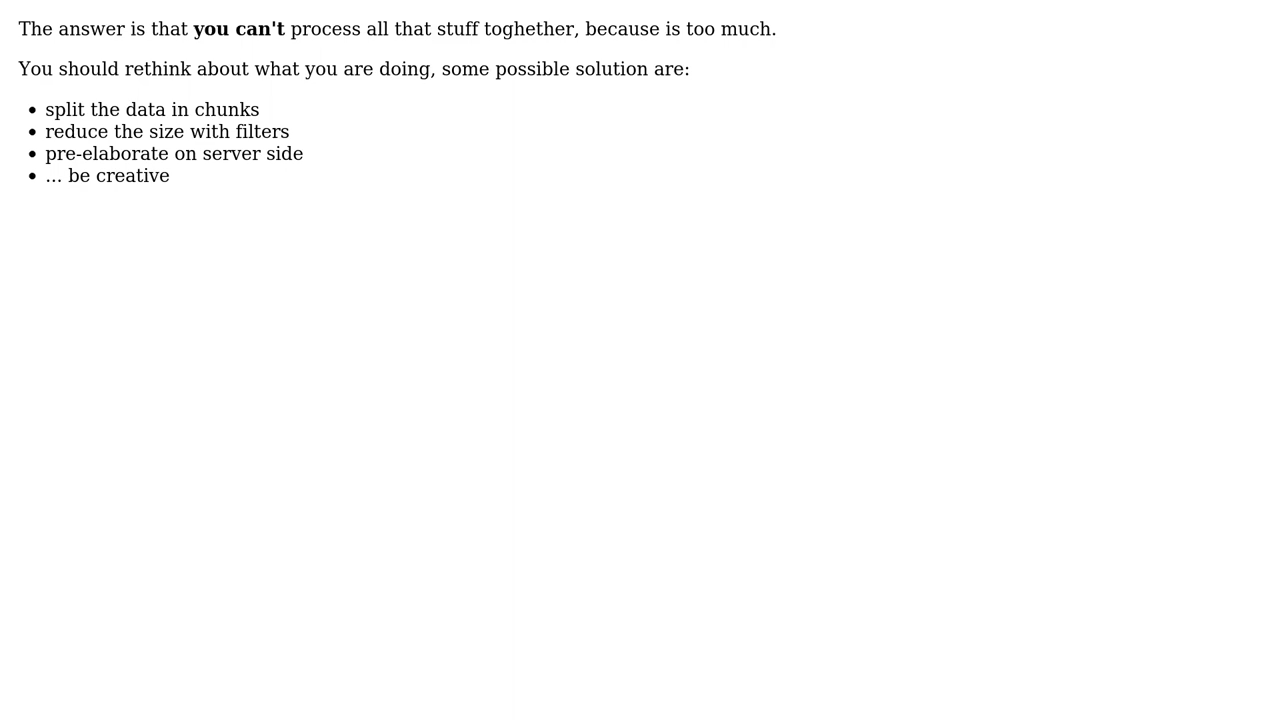 The answer is that you can't process all that stuff toghether, because is too much.
You should rethink about what you are doing, some possible solution are:
• split the data in chunks
• reduce the size with filters
• pre-elaborate on server side
• ... be creative